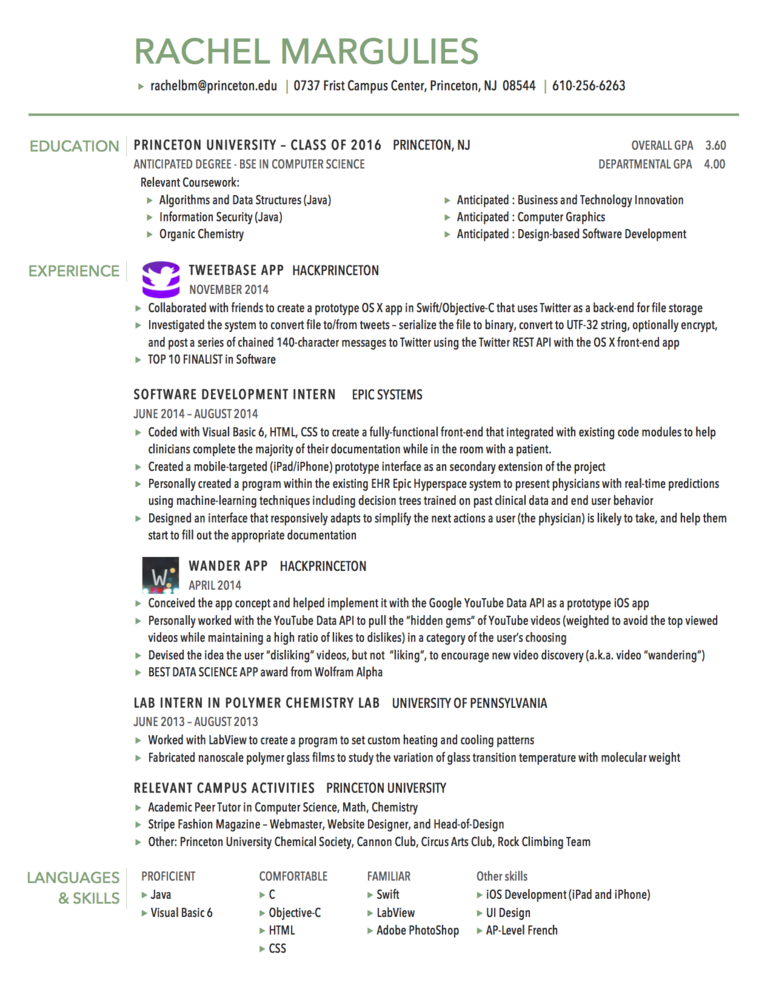 RACHEL MARGULIES
rachelbm@princeton.edu | 0737 Frist Campus Center, Princeton, NJ 08544 | 610-256-6263
EDUCATION
PRINCETON UNIVERSITY – CLASS OF 2016 PRINCETON, NJ
OVERALL GPA 3.60
ANTICIPATED DEGREE - BSE IN COMPUTER SCIENCE
DEPARTMENTAL GPA 4.00
Relevant Coursework:
Algorithms and Data Structures (Java)
Information Security (Java)
Organic Chemistry
Anticipated : Business and Technology Innovation
Anticipated : Computer Graphics
Anticipated : Design-based Software Development
EXPERIENCE
TWEETBASE APP HACKPRINCETON
NOVEMBER 2014
Collaborated with friends to create a prototype OS X app in Swift/Objective-C that uses Twitter as a back-end for file storage
Investigated the system to convert file to/from tweets – serialize the file to binary, convert to UTF-32 string, optionally encrypt,
and post a series of chained 140-character messages to Twitter using the Twitter REST API with the OS X front-end app
TOP 10 FINALIST in Software
SOFTWARE DEVELOPMENT INTERN EPIC SYSTEMS
JUNE 2014 – AUGUST 2014
Coded with Visual Basic 6, HTML, CSS to create a fully-functional front-end that integrated with existing code modules to help
clinicians complete the majority of their documentation while in the room with a patient.
Created a mobile-targeted (iPad/iPhone) prototype interface as an secondary extension of the project
Personally created a program within the existing EHR Epic Hyperspace system to present physicians with real-time predictions
using machine-learning techniques including decision trees trained on past clinical data and end user behavior
Designed an interface that responsively adapts to simplify the next actions a user (the physician) is likely to take, and help them
start to fill out the appropriate documentation
W
WANDER APP HACKPRINCETON
APRIL 2014
Conceived the app concept and helped implement it with the Google YouTube Data API as a prototype iOS app
Personally worked with the YouTube Data API to pull the "hidden gems" of YouTube videos (weighted to avoid the top viewed
videos while maintaining a high ratio of likes to dislikes) in a category of the user's choosing
Devised the idea the user "disliking" videos, but not "liking", to encourage new video discovery (a.k.a. video "wandering")
BEST DATA SCIENCE APP award from Wolfram Alpha
LAB INTERN IN POLYMER CHEMISTRY LAB UNIVERSITY OF PENNSYLVANIA
JUNE 2013 – AUGUST 2013
Worked with LabView to create a program to set custom heating and cooling patterns
Fabricated nanoscale polymer glass films to study the variation of glass transition temperature with molecular weight
RELEVANT CAMPUS ACTIVITIES PRINCETON UNIVERSITY
Academic Peer Tutor in Computer Science, Math, Chemistry
Stripe Fashion Magazine – Webmaster, Website Designer, and Head-of-Design
Other: Princeton University Chemical Society, Cannon Club, Circus Arts Club, Rock Climbing Team
LANGUAGES
& SKILLS
PROFICIENT
Java
Visual Basic 6
COMFORTABLE
C
Objective-C
HTML
CSS
FAMILIAR
Swift
LabView
Adobe PhotoShop
Other skills
iOS Development (iPad and iPhone)
UI Design
AP-Level French